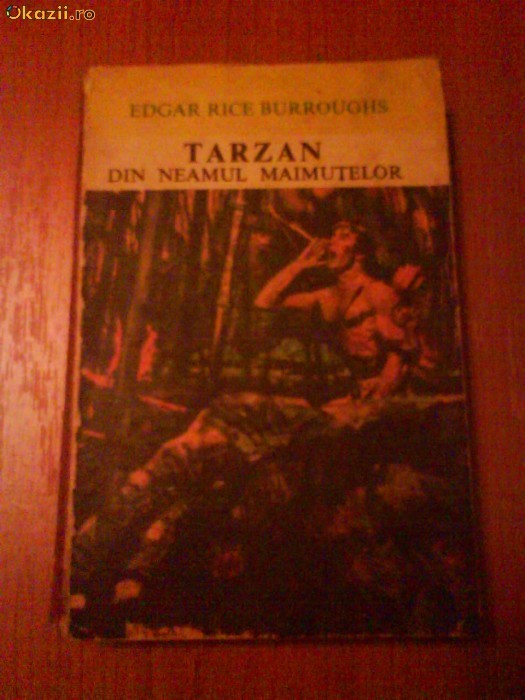 Okazii.ro
EDGAR RICE BURROUGHS
TARZAN
DIN NEAMUL MAIMUTELOR